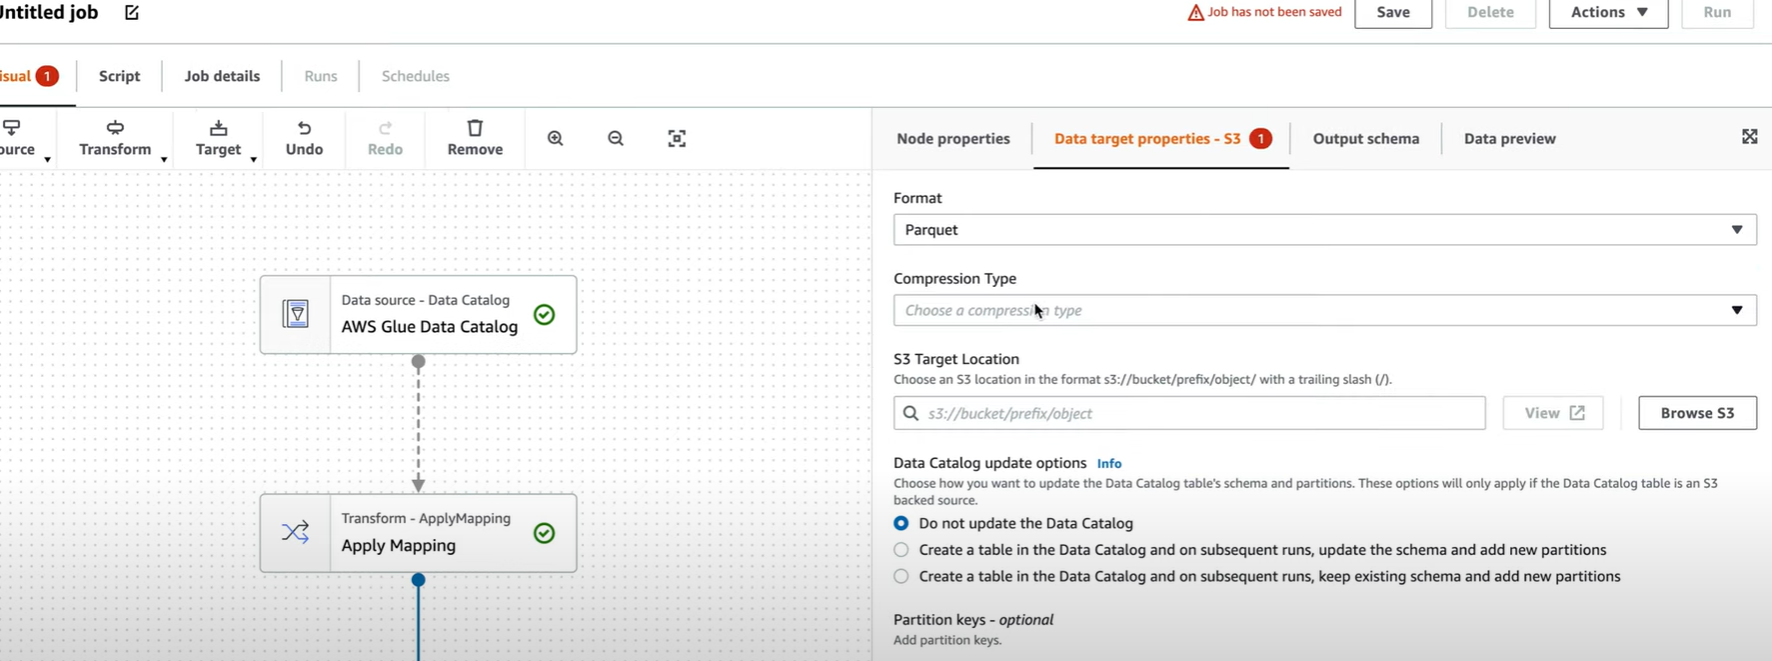 Untitled job
Job has not been saved
Save
Delete
Actions
Run
isual 1
Script
Job details
Runs
Schedules
ource
Transform
Target
Undo
Redo
Remove
Node properties
Data target properties - S3 1
Output schema
Data preview
Format
Parquet
Compression Type
Choose a compression type
S3 Target Location
Choose an S3 location in the format s3://bucket/prefix/object/ with a trailing slash (/).
s3://bucket/prefix/object
View
Browse S3
Data Catalog update options Info
Choose how you want to update the Data Catalog table's schema and partitions. These options will only apply if the Data Catalog table is an S3
backed source.
Do not update the Data Catalog
Create a table in the Data Catalog and on subsequent runs, update the schema and add new partitions
Create a table in the Data Catalog and on subsequent runs, keep existing schema and add new partitions
Partition keys - optional
Add partition keys.
Data source - Data Catalog
AWS Glue Data Catalog
Transform - ApplyMapping
Apply Mapping